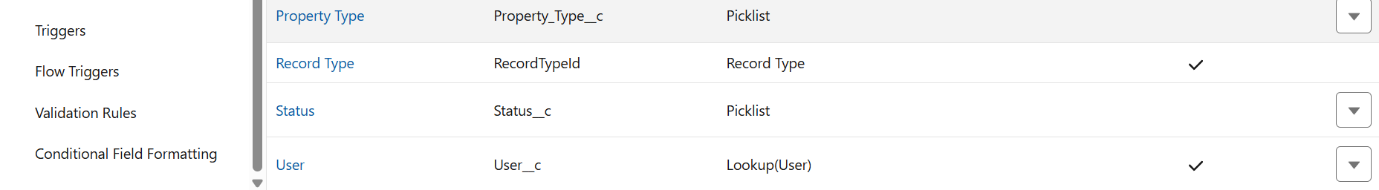 Triggers
Flow Triggers
Validation Rules
Conditional Field Formatting
Property Type Property_Type__c Picklist
Record Type RecordTypeId Record Type
Status Status__c Picklist
User User__c Lookup(User)